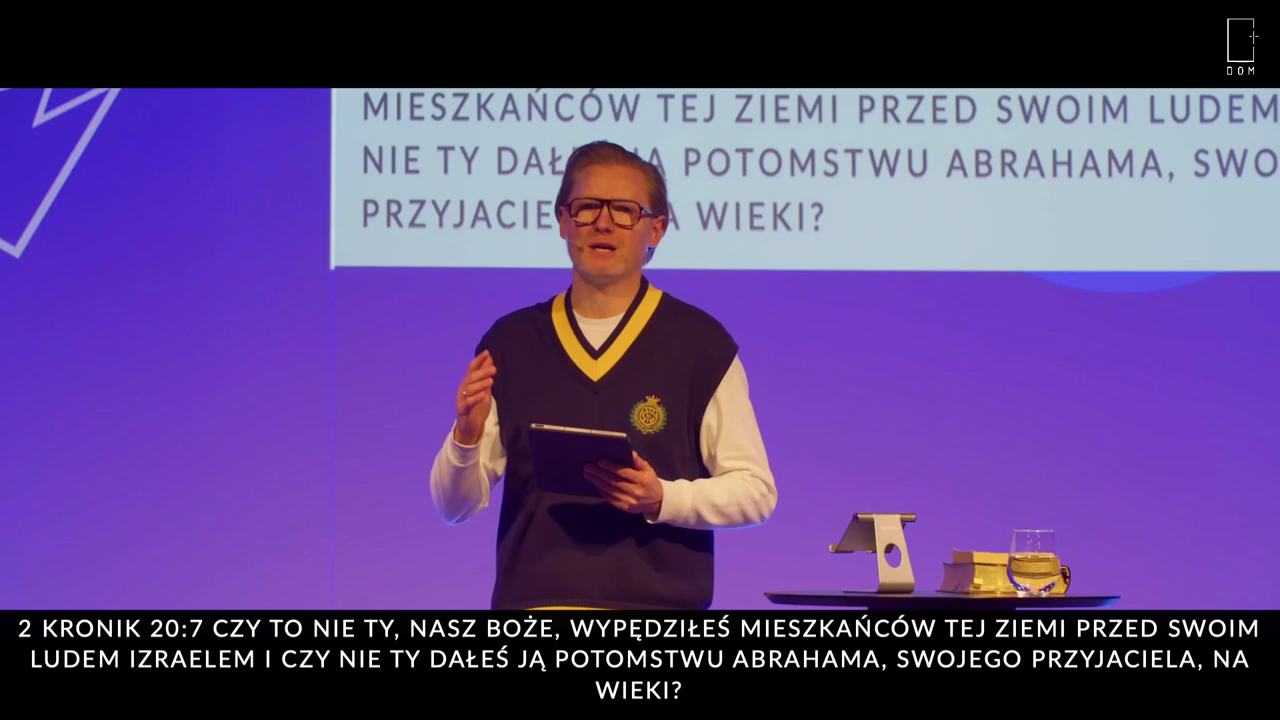 DOM
MIESZKAŃCÓW TEJ ZIEMI PRZED SWOIM LUDEM
NIE TY POTOMSTWU ABRAHAMA,
WIEKI?
2 KRONIK 20:7 CZY TO NIE TY, NASZ BOŻE, WYPĘDZIŁEŚ MIESZKAŃCÓW TEJ ZIEMI PRZED SWOIM
LUDEM IZRAELEM I CZY NIE TY DAŁEŚ JĄ POTOMSTWU ABRAHAMA, SWOJEGO PRZYJACIELA, NA
WIEKI?